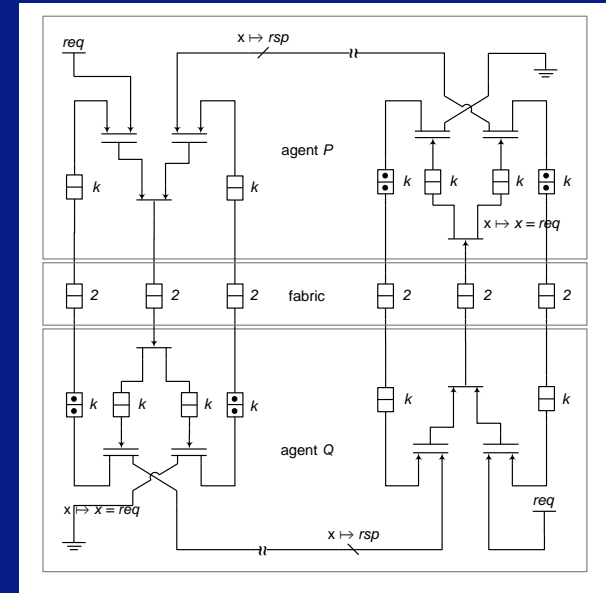 x ↦ rsp
req
agent P
k
k
k
k
k
k
x ↦ x = req
2
2
2
fabric
2
2
2
k
k
k
k
k
k
agent Q
req
x ↦ x = req
x ↦ rsp